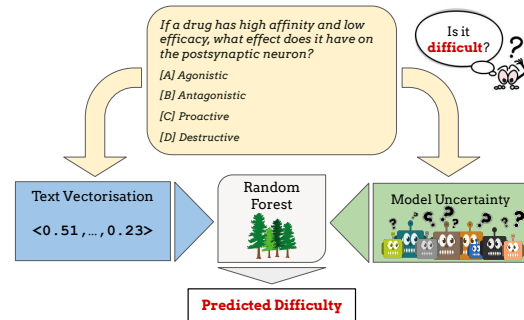 If a drug has high affinity and low
efficacy, what effect does it have on
the postsynaptic neuron?
[A] Agonistic
[B] Antagonistic
[C] Proactive
[D] Destructive
Is it
difficult?
?
Text Vectorisation
<0.51,…,0.23>
Random
Forest
Model Uncertainty
? ? ? ? ? ? ?
Predicted Difficulty